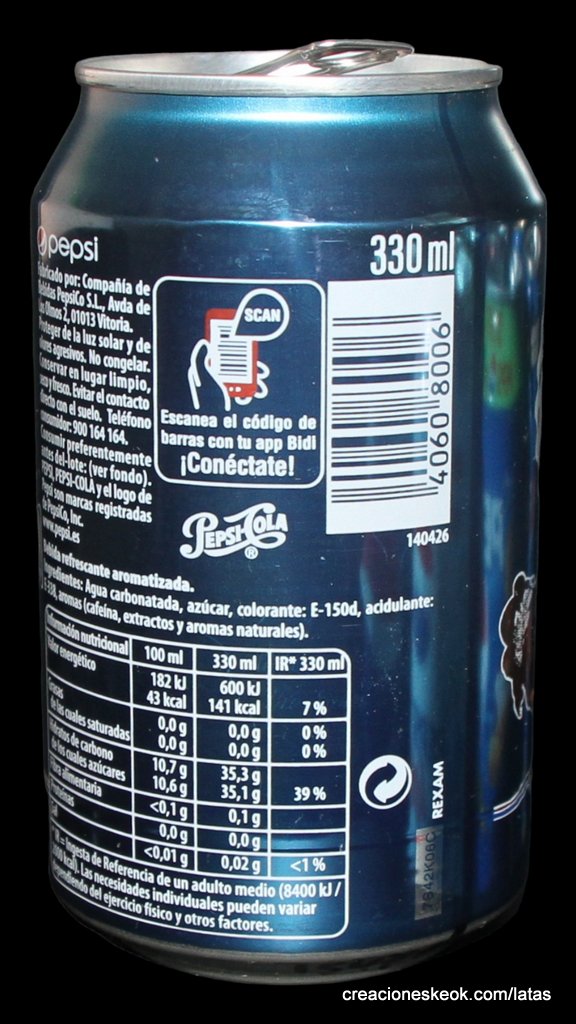 pepsi
330 ml
Fabricado por: Compañía de
Bebidas PepsiCo S.L., Avda de
los Olmos 2, 01013 Vitoria.
Proteger de la luz solar y de
olores agresivos. No congelar.
Conservar en lugar limpio,
seco y fresco. Evitar el contacto
directo con el suelo. Teléfono
consumidor: 900 164 164.
Consumir preferentemente
antes del-lote: (ver fondo).
PEPSI, PEPSI-COLA y el logo de
Pepsi son marcas registradas
de PepsiCo, Inc.
www.pepsi.es
SCAN
Escanea el código de
barras con tu app Bidi
¡Conéctate!
4060 8006
140426
PEPSI-COLA
®
Bebida refrescante aromatizada.
Ingredientes: Agua carbonatada, azúcar, colorante: E-150d, acidulante:
E-338, aromas (cafeína, extractos y aromas naturales).
Información nutricional 100 ml 330 ml IR* 330 ml
Valor energético 182 kJ 600 kJ
43 kcal 141 kcal 7 %
Grasas 0,0 g 0,0 g 0 %
de las cuales saturadas 0,0 g 0,0 g 0 %
Hidratos de carbono 10,7 g 35,3 g
de los cuales azúcares 10,6 g 35,1 g 39 %
Fibra alimentaria <0,1 g 0,1 g
Proteínas 0,0 g 0,0 g
Sal <0,01 g 0,02 g <1 %
*IR = Ingesta de Referencia de un adulto medio (8400 kJ /
2000 kcal). Las necesidades individuales pueden variar
dependiendo del ejercicio físico y otros factores.
REXAM
7642K06C
creacioneskeok.com/latas